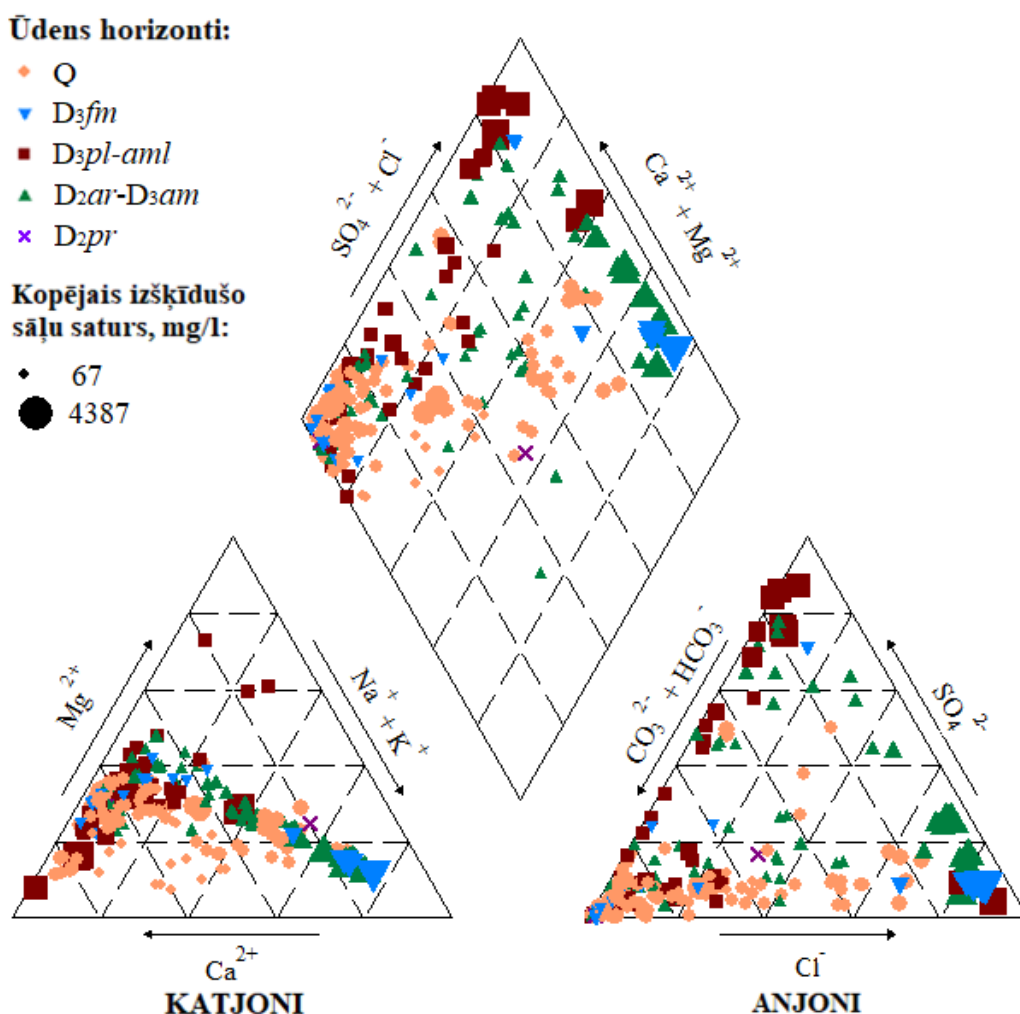 Ūdens horizonti:
Q
D3fm
D3pl-aml
D2ar-D3am
D2pr
Kopējais izšķīdušo
sāļu saturs, mg/l:
67
4387
SO4 2- + Cl-
Ca 2+ + Mg 2+
Mg 2+
Na + + K +
CO3 2- + HCO3 -
SO4 2-
Ca 2+
Cl-
KATJONI
ANJONI